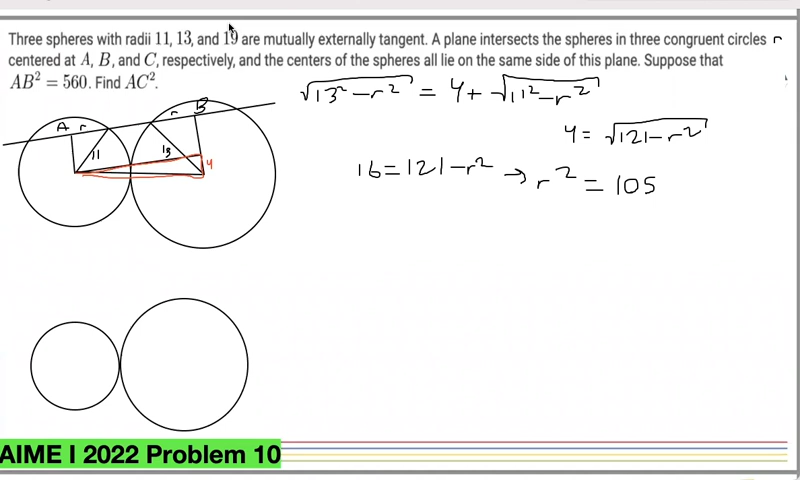 Three spheres with radii 11, 13, and 19 are mutually externally tangent. A plane intersects the spheres in three congruent circles r
centered at A, B, and C, respectively, and the centers of the spheres all lie on the same side of this plane. Suppose that
AB² = 560. Find AC².
√13²-r² = 4+√11²-r²
4 = √121-r²
16=121-r² → r² = 105
A r
r B
11
13
4
AIME I 2022 Problem 10